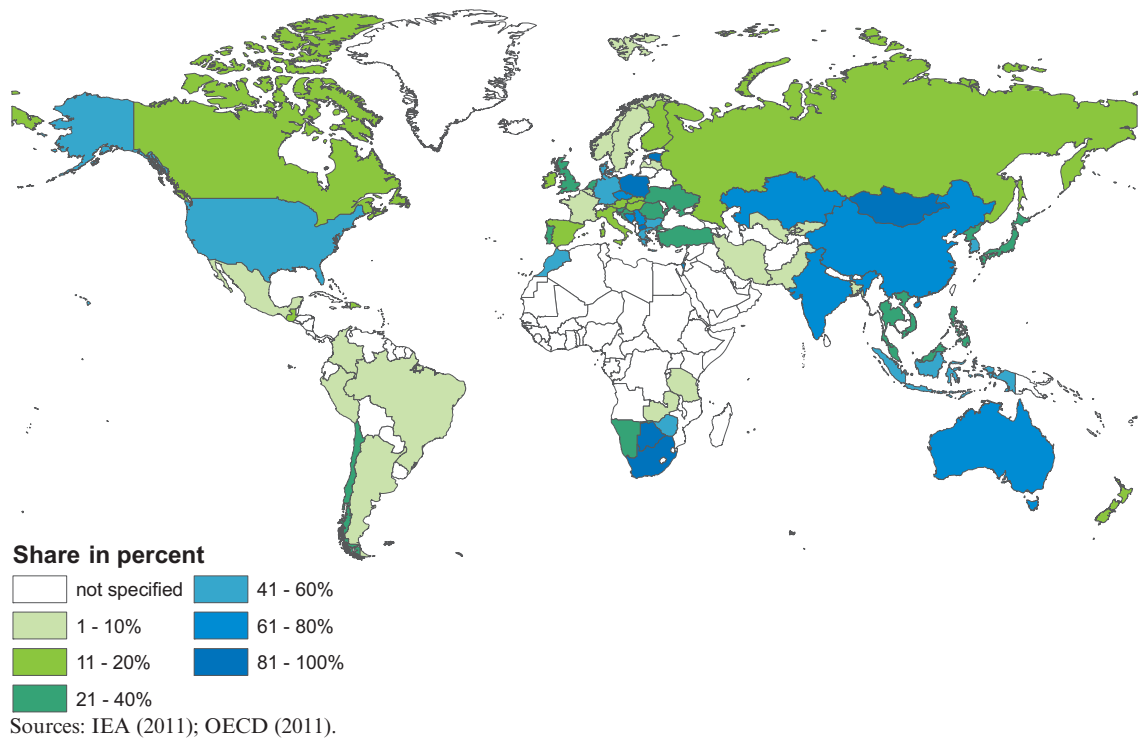 Share in percent
not specified
1 - 10%
11 - 20%
21 - 40%
41 - 60%
61 - 80%
81 - 100%
Sources: IEA (2011); OECD (2011).